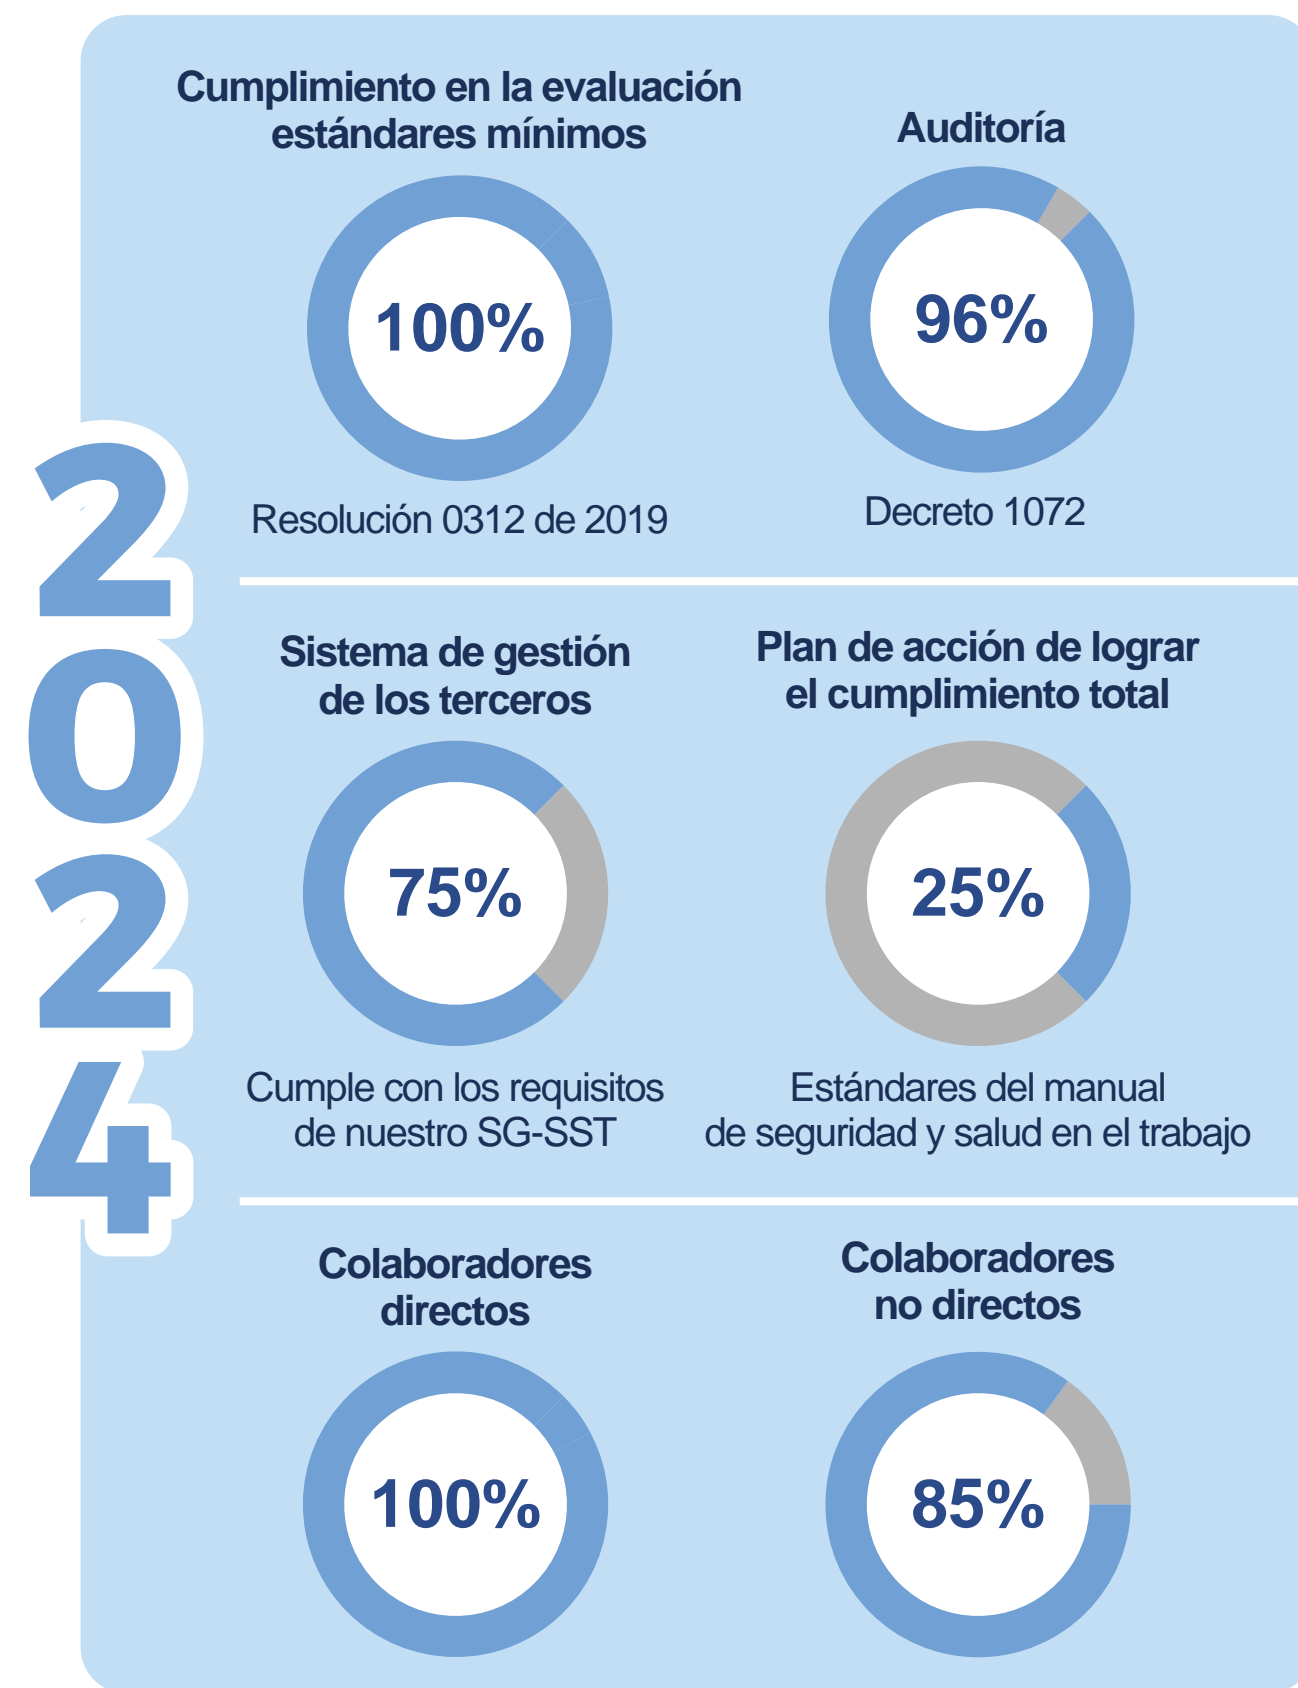 2024
Cumplimiento en la evaluación
estándares mínimos
100%
Resolución 0312 de 2019
Auditoría
96%
Decreto 1072
Sistema de gestión
de los terceros
75%
Cumple con los requisitos
de nuestro SG-SST
Plan de acción de lograr
el cumplimiento total
25%
Estándares del manual
de seguridad y salud en el trabajo
Colaboradores
directos
100%
Colaboradores
no directos
85%